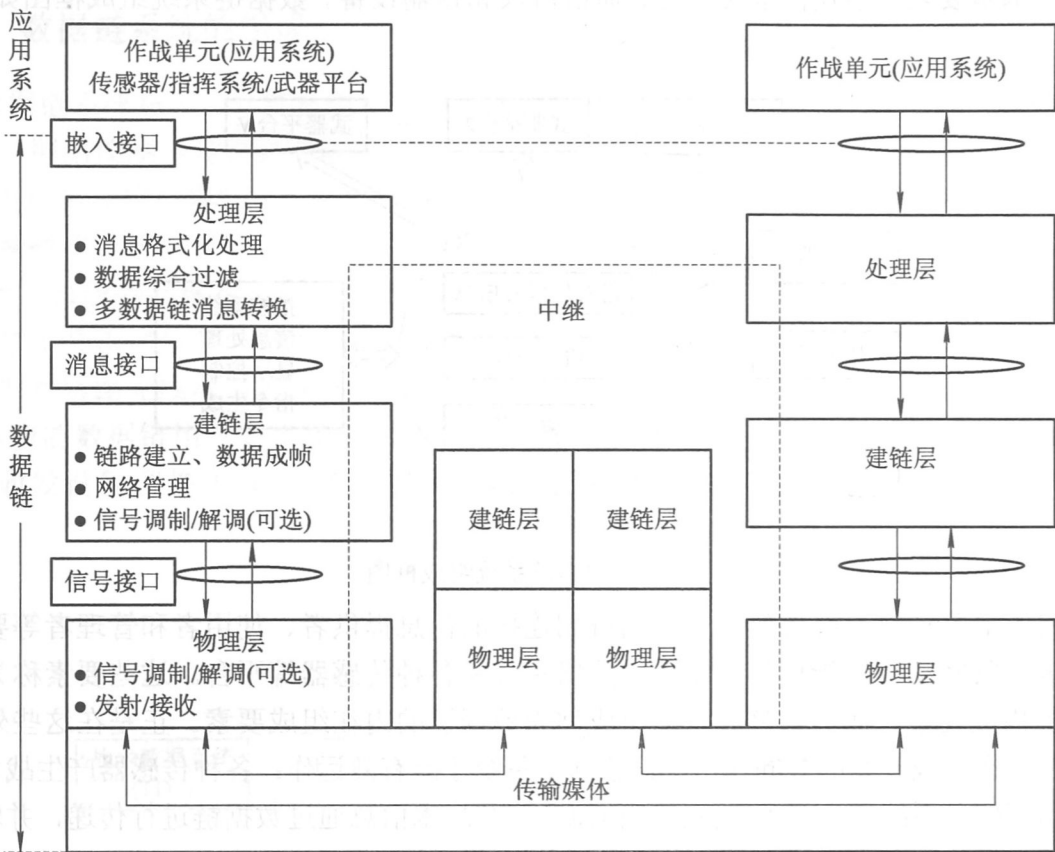 应用系统
作战单元(应用系统)
传感器/指挥系统/武器平台
作战单元(应用系统)
嵌入接口
处理层
● 消息格式化处理
● 数据综合过滤
● 多数据链消息转换
处理层
中继
消息接口
数据链
建链层
● 链路建立、数据成帧
● 网络管理
● 信号调制/解调(可选)
建链层
建链层
建链层
信号接口
物理层
● 信号调制/解调(可选)
● 发射/接收
物理层
物理层
物理层
传输媒体